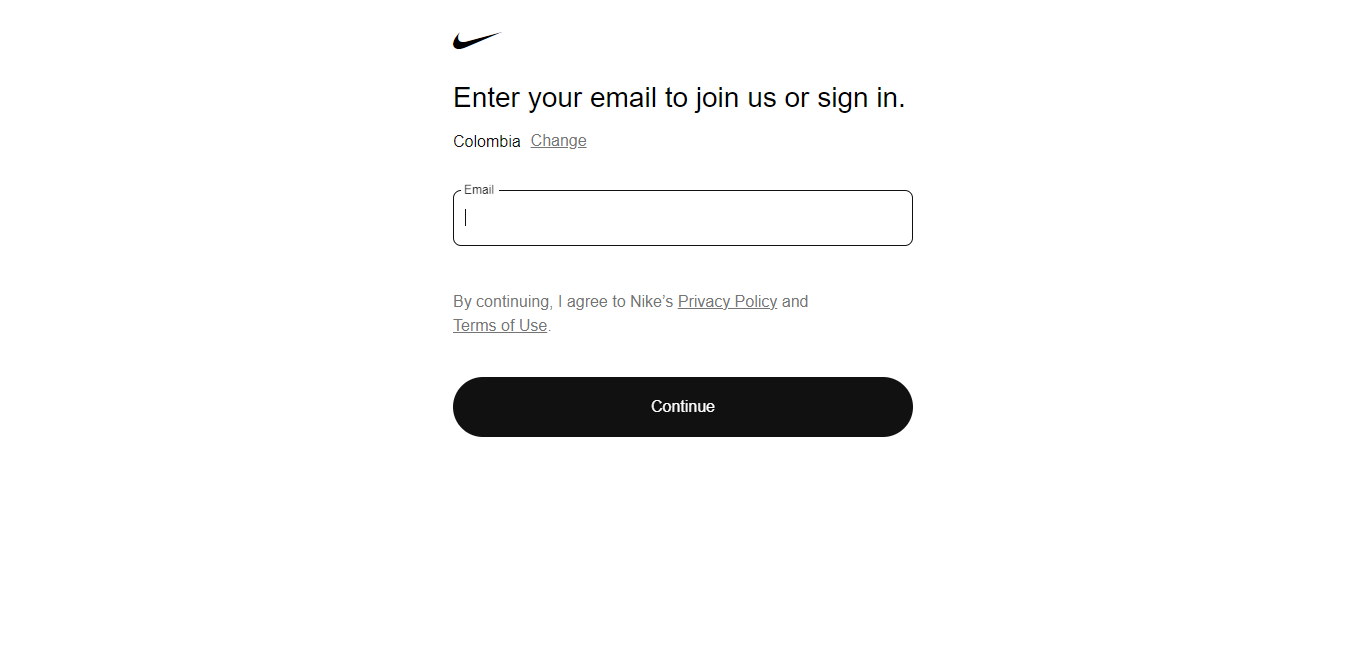 Enter your email to join us or sign in.
Colombia Change
Email
By continuing, I agree to Nike’s Privacy Policy and
Terms of Use.
Continue